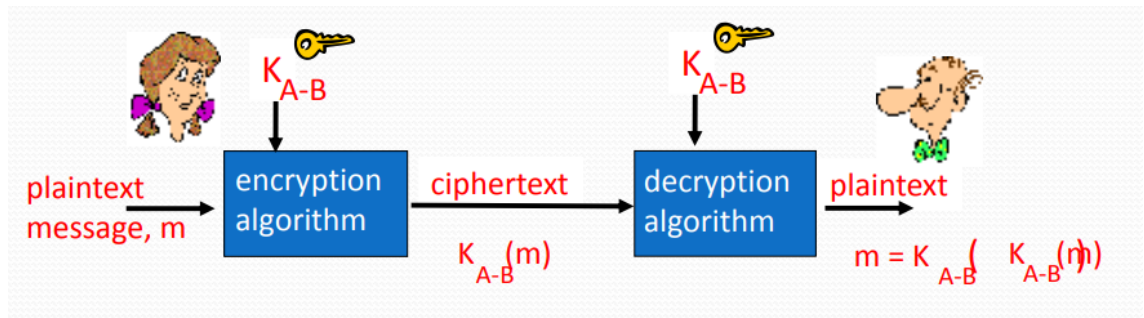 K A-B
K A-B
plaintext
message, m
encryption
algorithm
ciphertext
K A-B (m)
decryption
algorithm
plaintext
m = K A-B ( K A-B (m) )